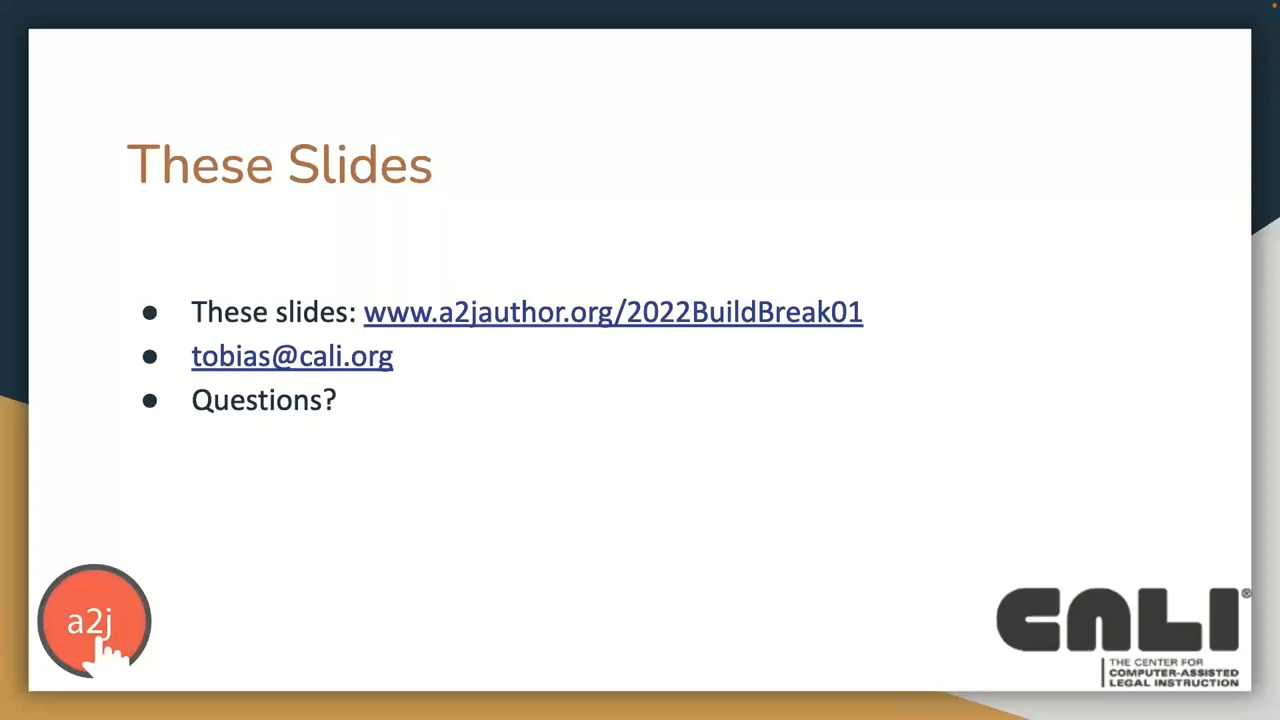 These Slides
● These slides: www.a2jauthor.org/2022BuildBreak01
● tobias@cali.org
● Questions?
a2j
CALI®
THE CENTER FOR
COMPUTER-ASSISTED
LEGAL INSTRUCTION